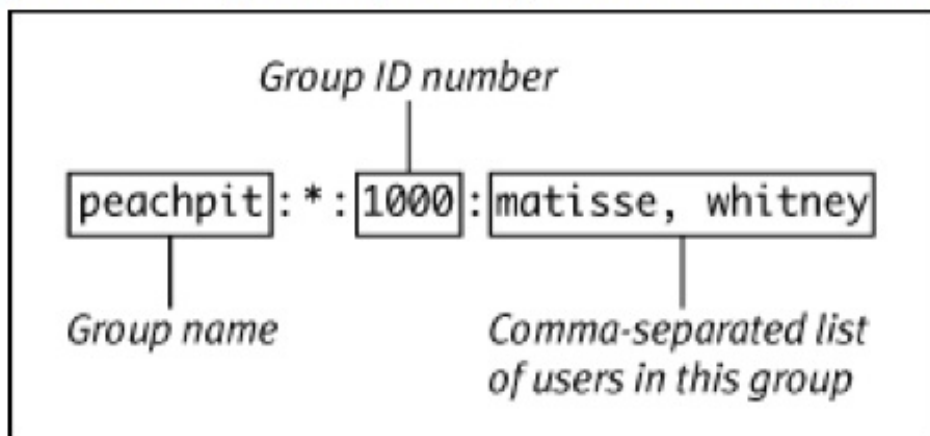 Group ID number
peachpit:*:1000:matisse, whitney
Group name
Comma-separated list
of users in this group